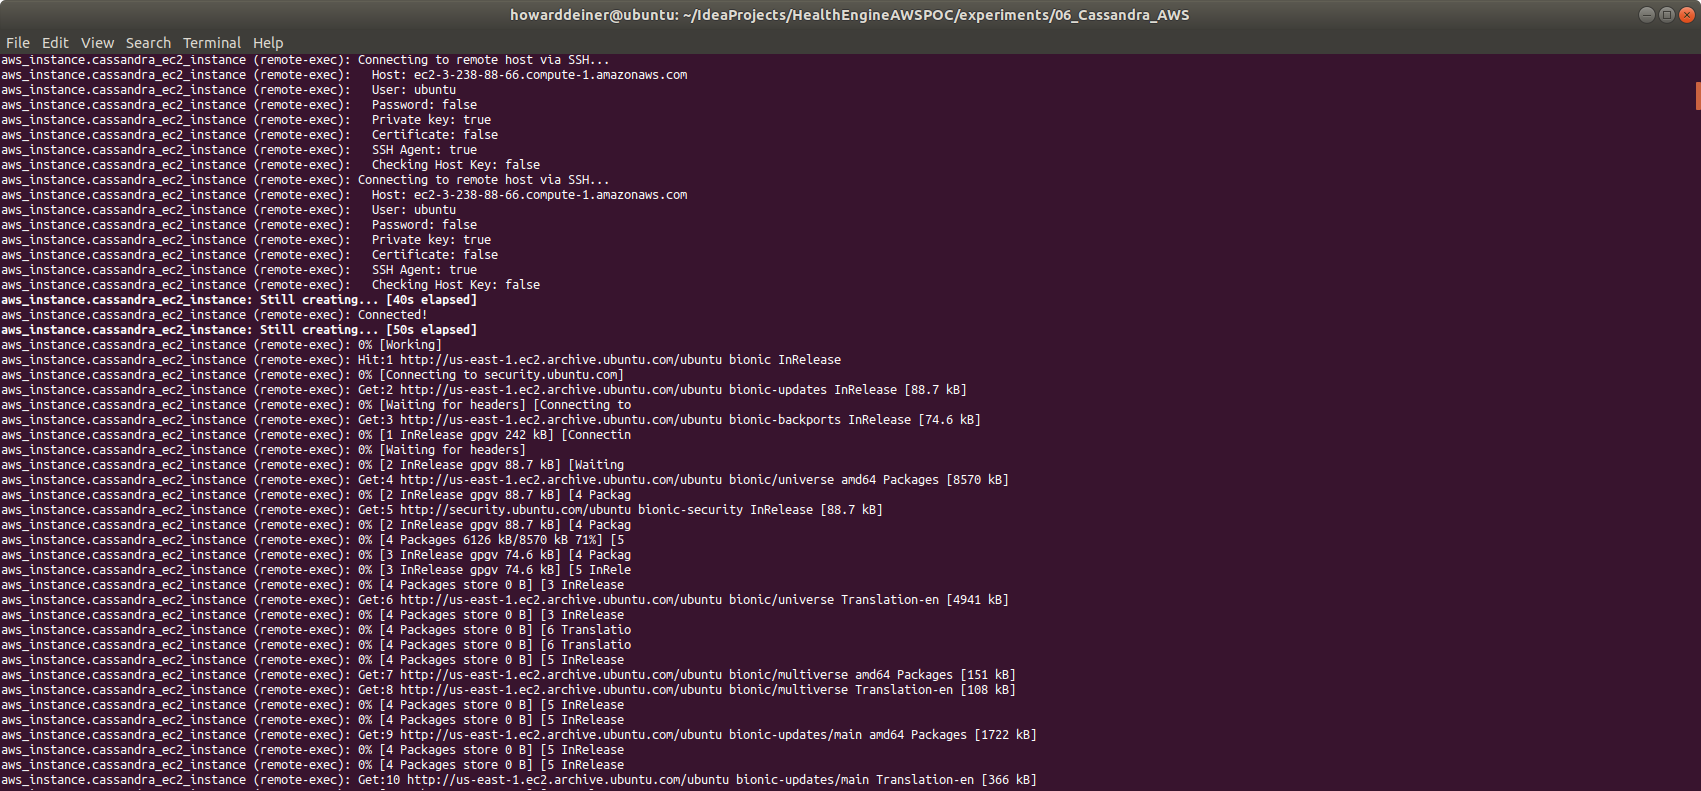 howarddeiner@ubuntu: ~/IdeaProjects/HealthEngineAWSPOC/experiments/06_Cassandra_AWS
File Edit View Search Terminal Help
aws_instance.cassandra_ec2_instance (remote-exec): Connecting to remote host via SSH...
aws_instance.cassandra_ec2_instance (remote-exec):   Host: ec2-3-238-88-66.compute-1.amazonaws.com
aws_instance.cassandra_ec2_instance (remote-exec):   User: ubuntu
aws_instance.cassandra_ec2_instance (remote-exec):   Password: false
aws_instance.cassandra_ec2_instance (remote-exec):   Private key: true
aws_instance.cassandra_ec2_instance (remote-exec):   Certificate: false
aws_instance.cassandra_ec2_instance (remote-exec):   SSH Agent: true
aws_instance.cassandra_ec2_instance (remote-exec):   Checking Host Key: false
aws_instance.cassandra_ec2_instance (remote-exec): Connecting to remote host via SSH...
aws_instance.cassandra_ec2_instance (remote-exec):   Host: ec2-3-238-88-66.compute-1.amazonaws.com
aws_instance.cassandra_ec2_instance (remote-exec):   User: ubuntu
aws_instance.cassandra_ec2_instance (remote-exec):   Password: false
aws_instance.cassandra_ec2_instance (remote-exec):   Private key: true
aws_instance.cassandra_ec2_instance (remote-exec):   Certificate: false
aws_instance.cassandra_ec2_instance (remote-exec):   SSH Agent: true
aws_instance.cassandra_ec2_instance (remote-exec):   Checking Host Key: false
aws_instance.cassandra_ec2_instance: Still creating... [40s elapsed]
aws_instance.cassandra_ec2_instance (remote-exec): Connected!
aws_instance.cassandra_ec2_instance: Still creating... [50s elapsed]
aws_instance.cassandra_ec2_instance (remote-exec): 0% [Working]
aws_instance.cassandra_ec2_instance (remote-exec): Hit:1 http://us-east-1.ec2.archive.ubuntu.com/ubuntu bionic InRelease
aws_instance.cassandra_ec2_instance (remote-exec): 0% [Connecting to security.ubuntu.com]
aws_instance.cassandra_ec2_instance (remote-exec): Get:2 http://us-east-1.ec2.archive.ubuntu.com/ubuntu bionic-updates InRelease [88.7 kB]
aws_instance.cassandra_ec2_instance (remote-exec): 0% [Waiting for headers] [Connecting to
aws_instance.cassandra_ec2_instance (remote-exec): Get:3 http://us-east-1.ec2.archive.ubuntu.com/ubuntu bionic-backports InRelease [74.6 kB]
aws_instance.cassandra_ec2_instance (remote-exec): 0% [1 InRelease gpgv 242 kB] [Connectin
aws_instance.cassandra_ec2_instance (remote-exec): 0% [Waiting for headers]
aws_instance.cassandra_ec2_instance (remote-exec): 0% [2 InRelease gpgv 88.7 kB] [Waiting
aws_instance.cassandra_ec2_instance (remote-exec): Get:4 http://us-east-1.ec2.archive.ubuntu.com/ubuntu bionic/universe amd64 Packages [8570 kB]
aws_instance.cassandra_ec2_instance (remote-exec): 0% [2 InRelease gpgv 88.7 kB] [4 Packag
aws_instance.cassandra_ec2_instance (remote-exec): Get:5 http://security.ubuntu.com/ubuntu bionic-security InRelease [88.7 kB]
aws_instance.cassandra_ec2_instance (remote-exec): 0% [2 InRelease gpgv 88.7 kB] [4 Packag
aws_instance.cassandra_ec2_instance (remote-exec): 0% [4 Packages 6126 kB/8570 kB 71%] [5
aws_instance.cassandra_ec2_instance (remote-exec): 0% [3 InRelease gpgv 74.6 kB] [4 Packag
aws_instance.cassandra_ec2_instance (remote-exec): 0% [3 InRelease gpgv 74.6 kB] [5 InRele
aws_instance.cassandra_ec2_instance (remote-exec): 0% [4 Packages store 0 B] [3 InRelease
aws_instance.cassandra_ec2_instance (remote-exec): Get:6 http://us-east-1.ec2.archive.ubuntu.com/ubuntu bionic/universe Translation-en [4941 kB]
aws_instance.cassandra_ec2_instance (remote-exec): 0% [4 Packages store 0 B] [3 InRelease
aws_instance.cassandra_ec2_instance (remote-exec): 0% [4 Packages store 0 B] [6 Translatio
aws_instance.cassandra_ec2_instance (remote-exec): 0% [4 Packages store 0 B] [6 Translatio
aws_instance.cassandra_ec2_instance (remote-exec): 0% [4 Packages store 0 B] [5 InRelease
aws_instance.cassandra_ec2_instance (remote-exec): Get:7 http://us-east-1.ec2.archive.ubuntu.com/ubuntu bionic/multiverse amd64 Packages [151 kB]
aws_instance.cassandra_ec2_instance (remote-exec): Get:8 http://us-east-1.ec2.archive.ubuntu.com/ubuntu bionic/multiverse Translation-en [108 kB]
aws_instance.cassandra_ec2_instance (remote-exec): 0% [4 Packages store 0 B] [5 InRelease
aws_instance.cassandra_ec2_instance (remote-exec): 0% [4 Packages store 0 B] [5 InRelease
aws_instance.cassandra_ec2_instance (remote-exec): Get:9 http://us-east-1.ec2.archive.ubuntu.com/ubuntu bionic-updates/main amd64 Packages [1722 kB]
aws_instance.cassandra_ec2_instance (remote-exec): 0% [4 Packages store 0 B] [5 InRelease
aws_instance.cassandra_ec2_instance (remote-exec): 0% [4 Packages store 0 B] [5 InRelease
aws_instance.cassandra_ec2_instance (remote-exec): Get:10 http://us-east-1.ec2.archive.ubuntu.com/ubuntu bionic-updates/main Translation-en [366 kB]